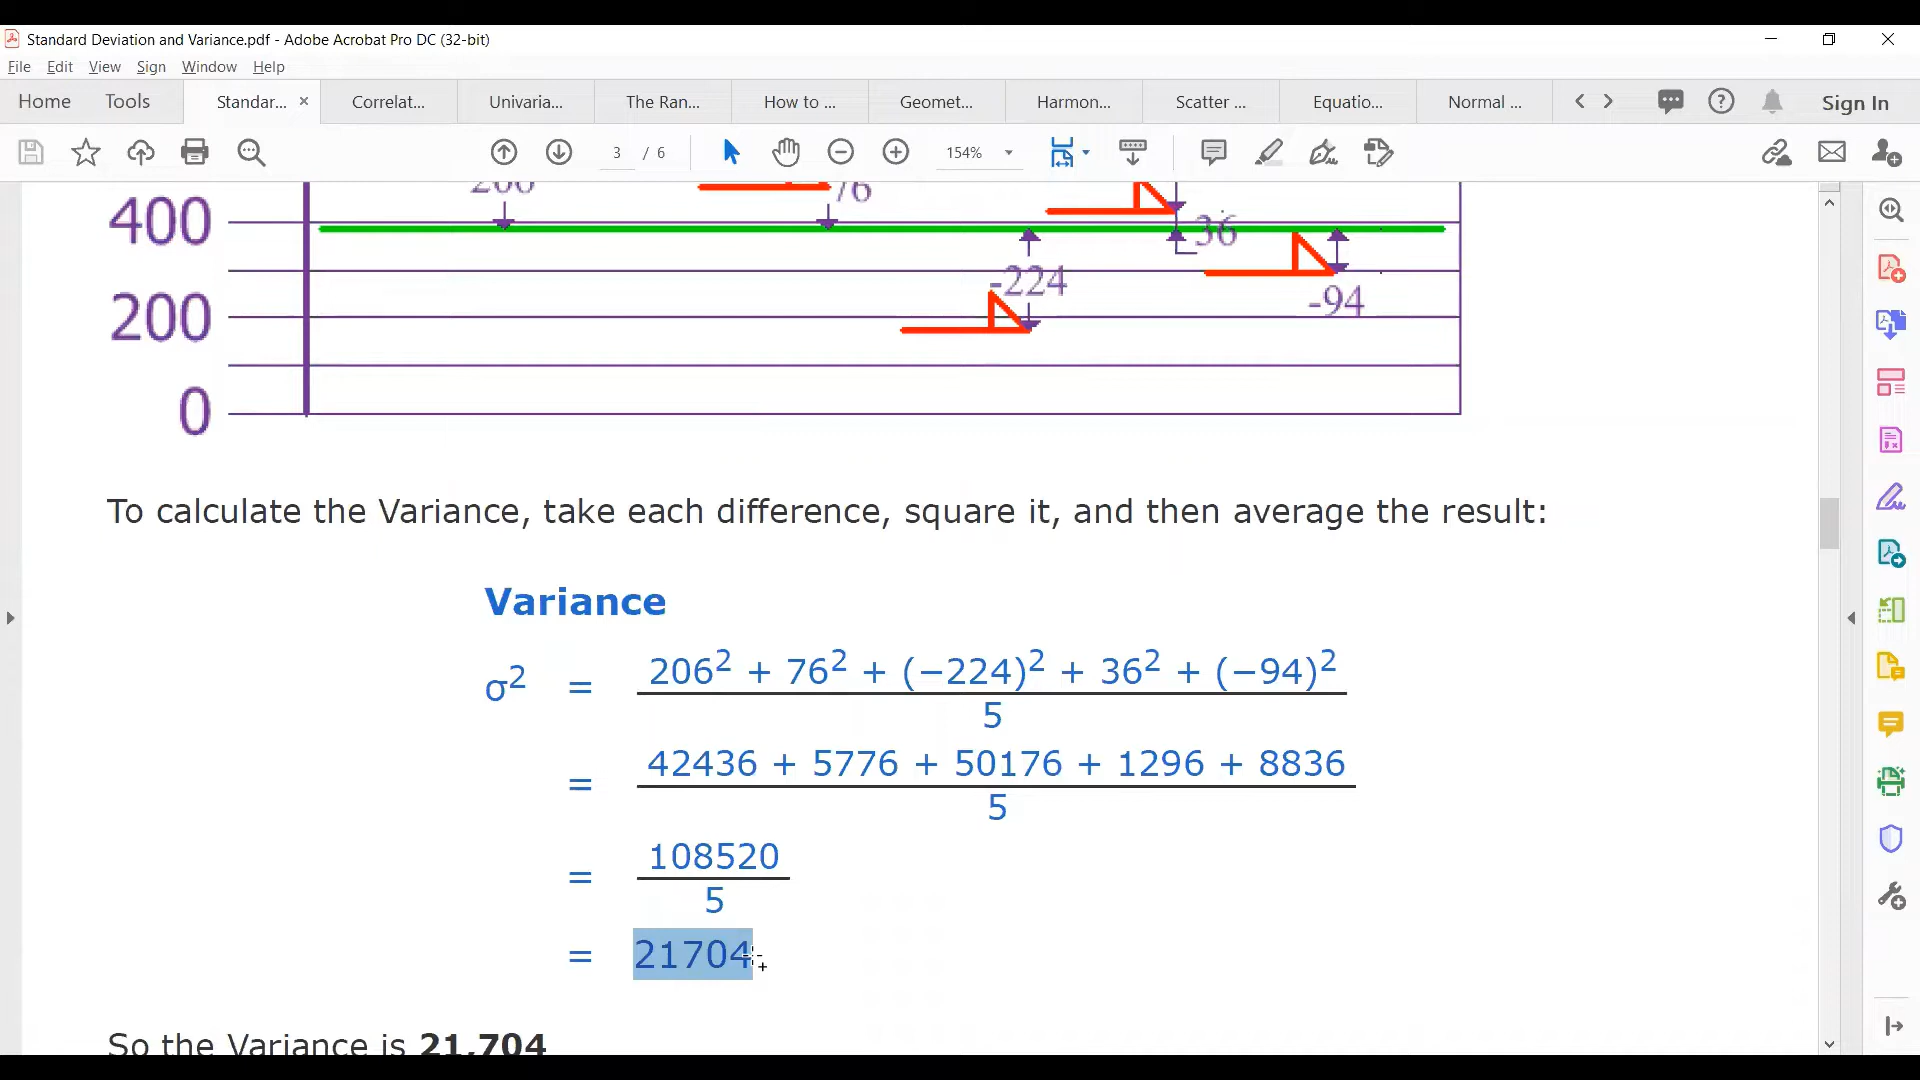 Standard Deviation and Variance.pdf - Adobe Acrobat Pro DC (32-bit)
File Edit View Sign Window Help
Home Tools Standar... × Correlat... Univaria... The Ran... How to ... Geomet... Harmon... Scatter ... Equatio... Normal ... Sign In
3 / 6 154%
206 76
400 36
-224
-94
200
0
To calculate the Variance, take each difference, square it, and then average the result:
Variance
σ² = 206² + 76² + (−224)² + 36² + (−94)²
5
= 42436 + 5776 + 50176 + 1296 + 8836
5
= 108520
5
= 21704
So the Variance is 21,704